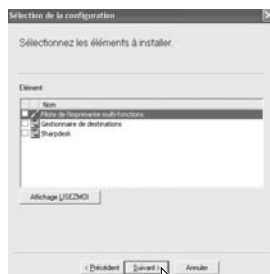 Sélection de la configuration
Sélectionnez les éléments à installer.
Elément
Nom
Pilote de l'imprimante multi-fonctions
Gestionnaire de destinations
Sharpdesk
Affichage LISEZMOI
< Précédent
Suivant >
Annuler